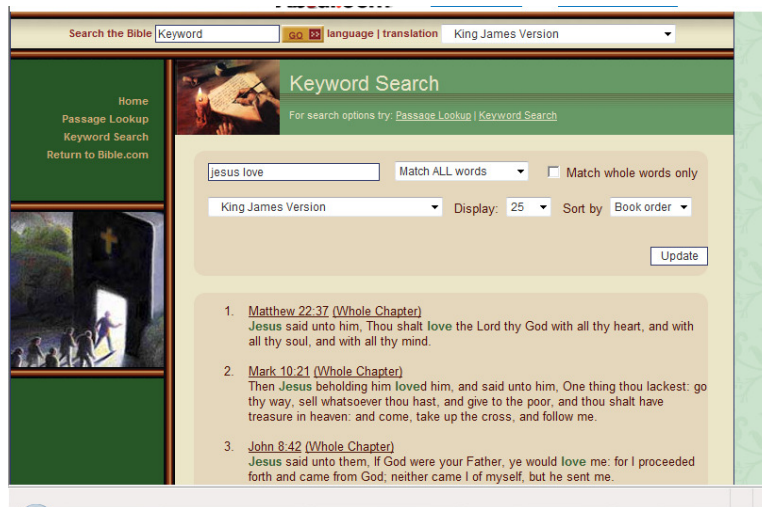 Search the Bible Keyword GO language | translation King James Version
Keyword Search
Home
For search options try: Passage Lookup | Keyword Search
Passage Lookup
Keyword Search
Return to Bible.com
jesus love Match ALL words Match whole words only
King James Version Display: 25 Sort by Book order
Update
1. Matthew 22:37 (Whole Chapter)
Jesus said unto him, Thou shalt love the Lord thy God with all thy heart, and with
all thy soul, and with all thy mind.
2. Mark 10:21 (Whole Chapter)
Then Jesus beholding him loved him, and said unto him, One thing thou lackest: go
thy way, sell whatsoever thou hast, and give to the poor, and thou shalt have
treasure in heaven: and come, take up the cross, and follow me.
3. John 8:42 (Whole Chapter)
Jesus said unto them, If God were your Father, ye would love me: for I proceeded
forth and came from God; neither came I of myself, but he sent me.